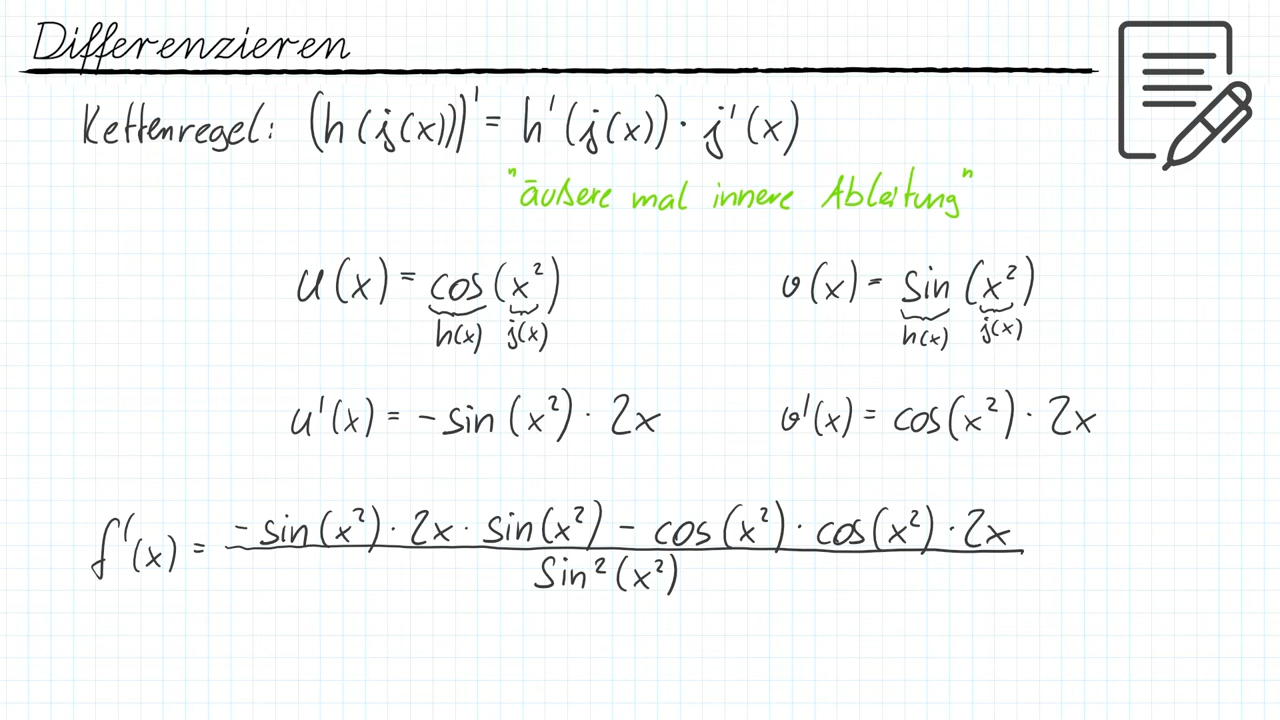 Differenzieren
Kettenregel: (h(j(x)))' = h'(j(x)) · j'(x)
"äußere mal innere Ableitung"
u(x) = cos(x²) v(x) = sin(x²)
h(x) j(x) h(x) j(x)
u'(x) = -sin(x²) · 2x v'(x) = cos(x²) · 2x
f'(x) = -sin(x²) · 2x · sin(x²) - cos(x²) · cos(x²) · 2x
sin²(x²)